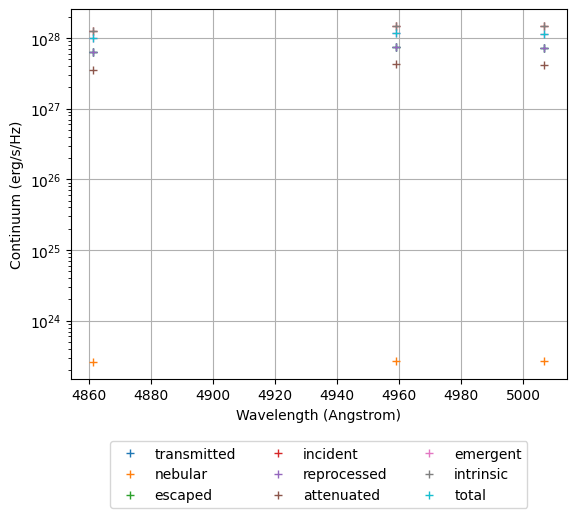 Continuum (erg/s/Hz)
10^28
10^27
10^26
10^25
10^24
4860 4880 4900 4920 4940 4960 4980 5000
Wavelength (Angstrom)
transmitted incident emergent
nebular reprocessed intrinsic
escaped attenuated total